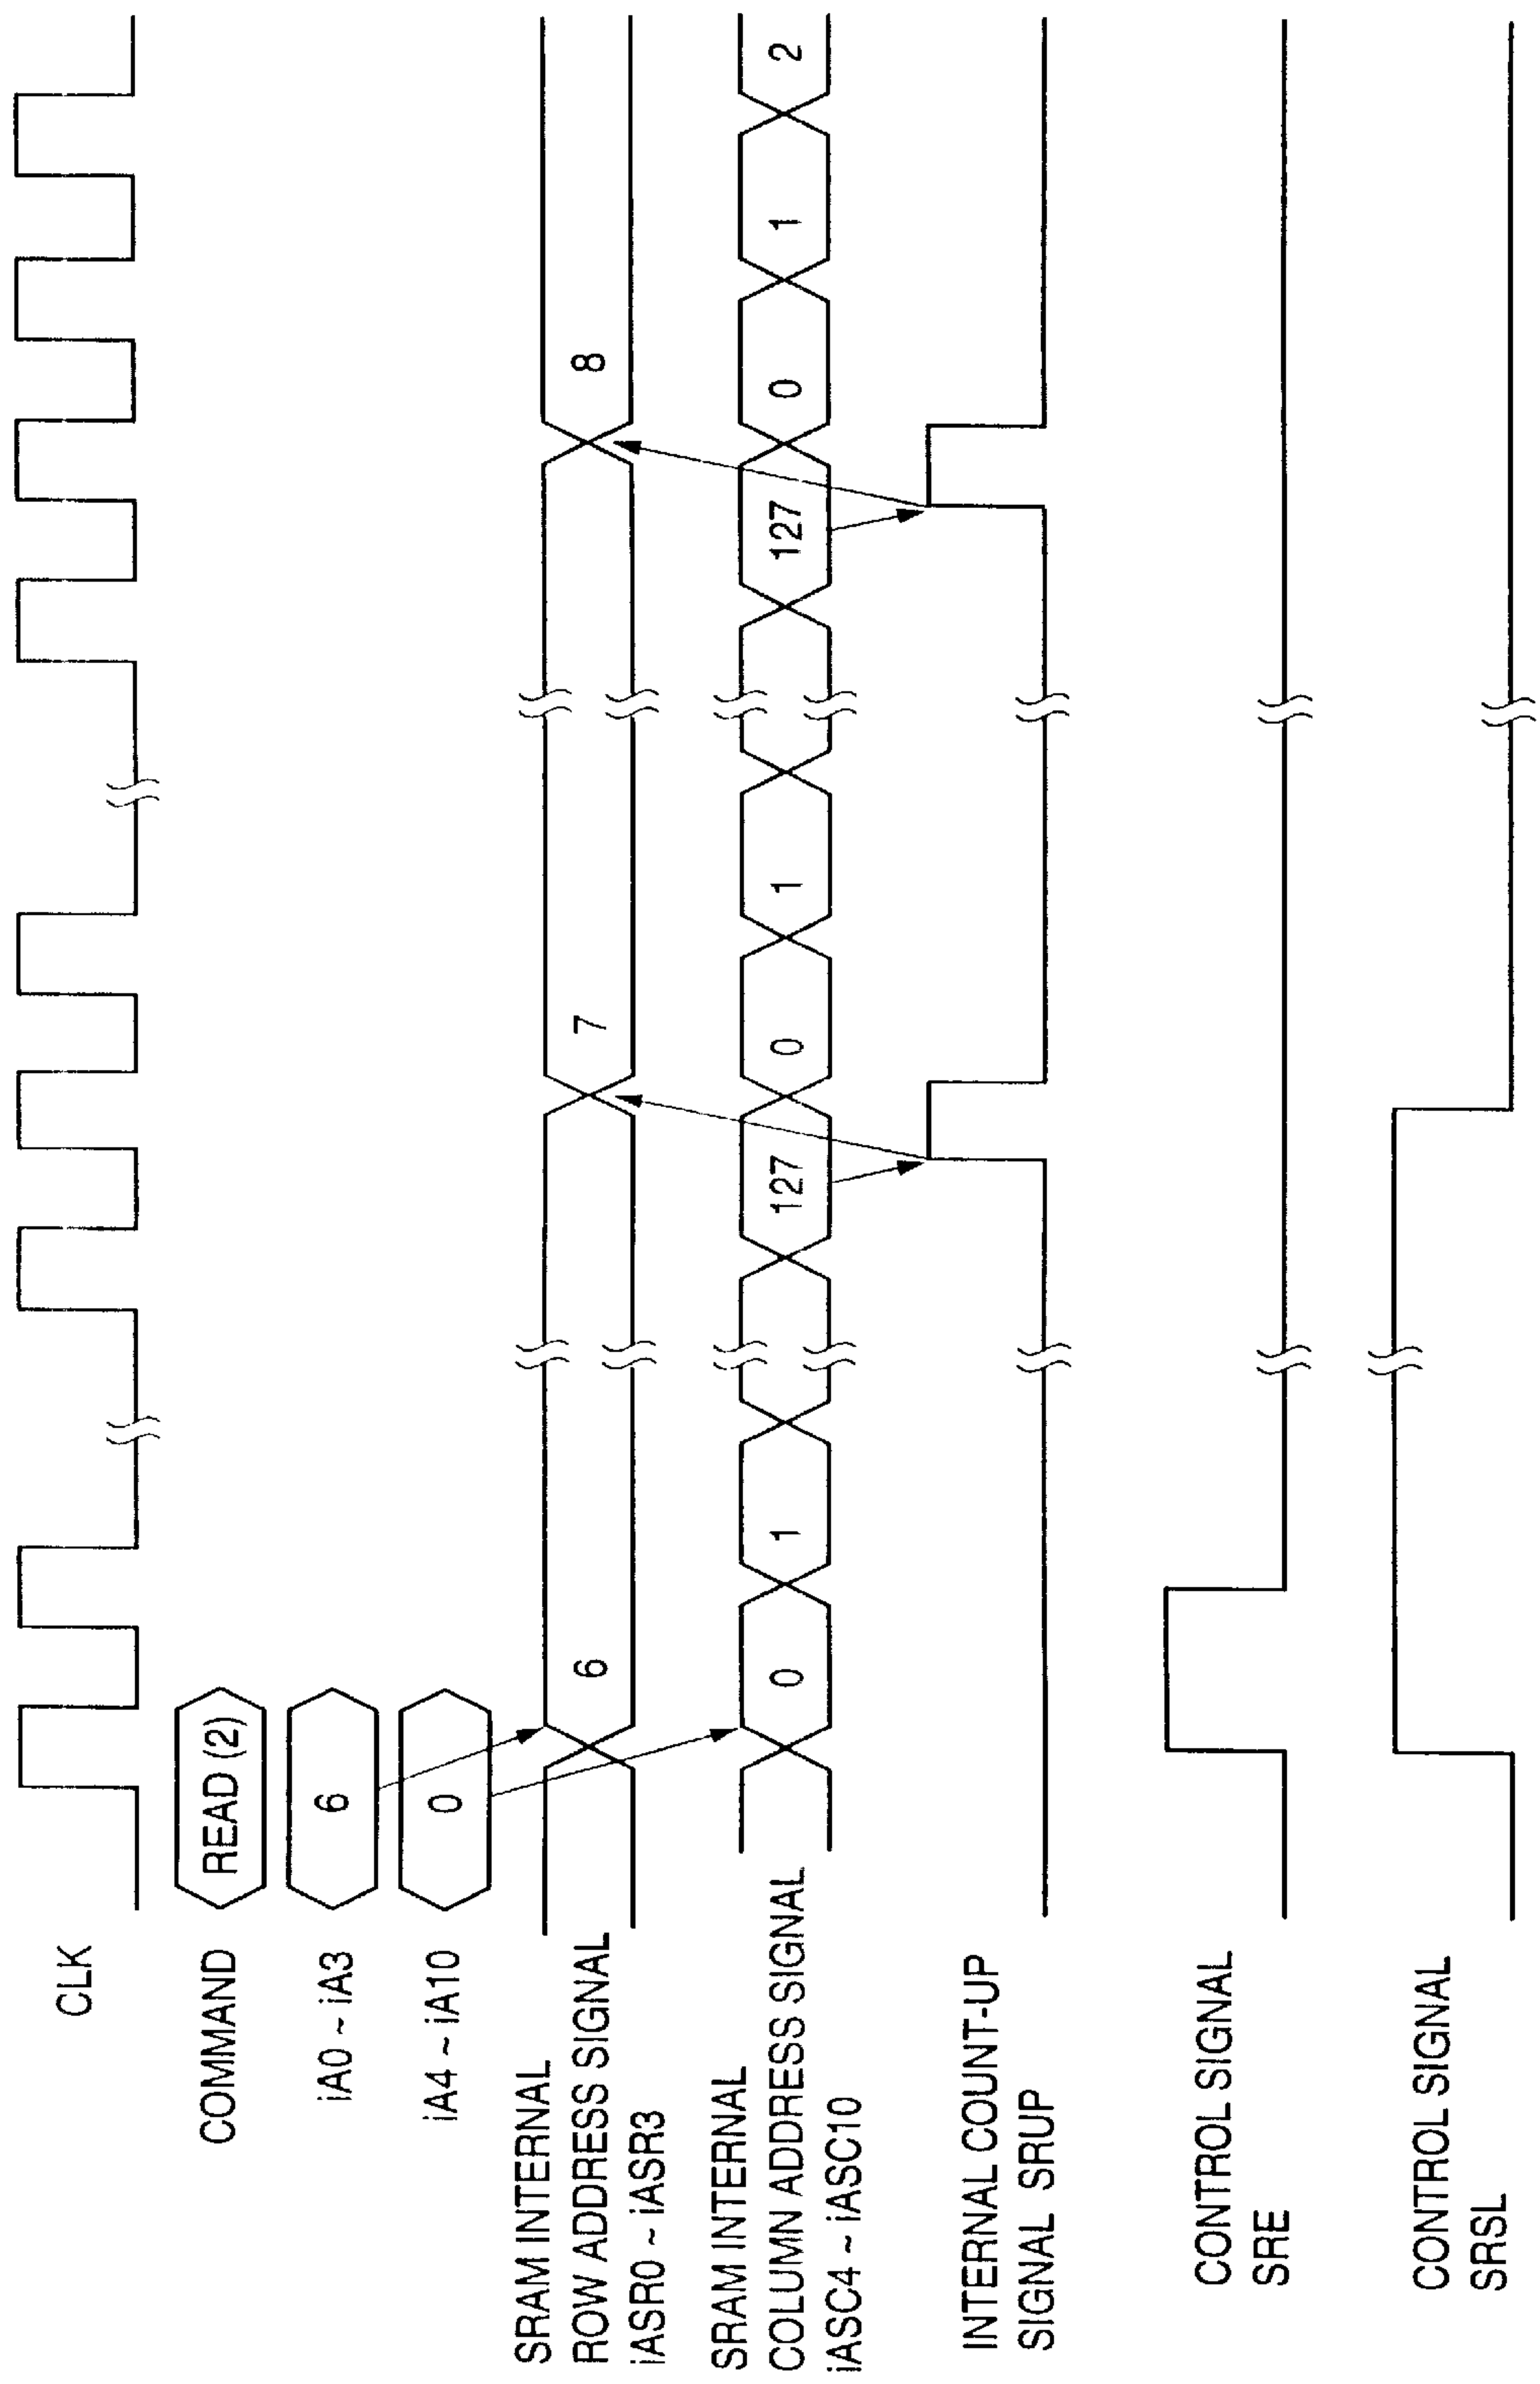 CLK
COMMAND
READ (2)
iA0 ~ iA3
6
iA4 ~ iA10
0
SRAM INTERNAL
ROW ADDRESS SIGNAL
iASR0 ~ iASR3
6
7
8
SRAM INTERNAL
COLUMN ADDRESS SIGNAL
iASC4 ~ iASC10
0
1
127
0
1
127
0
1
2
INTERNAL COUNT-UP
SIGNAL SRUP
CONTROL SIGNAL
SRE
CONTROL SIGNAL
SRSL